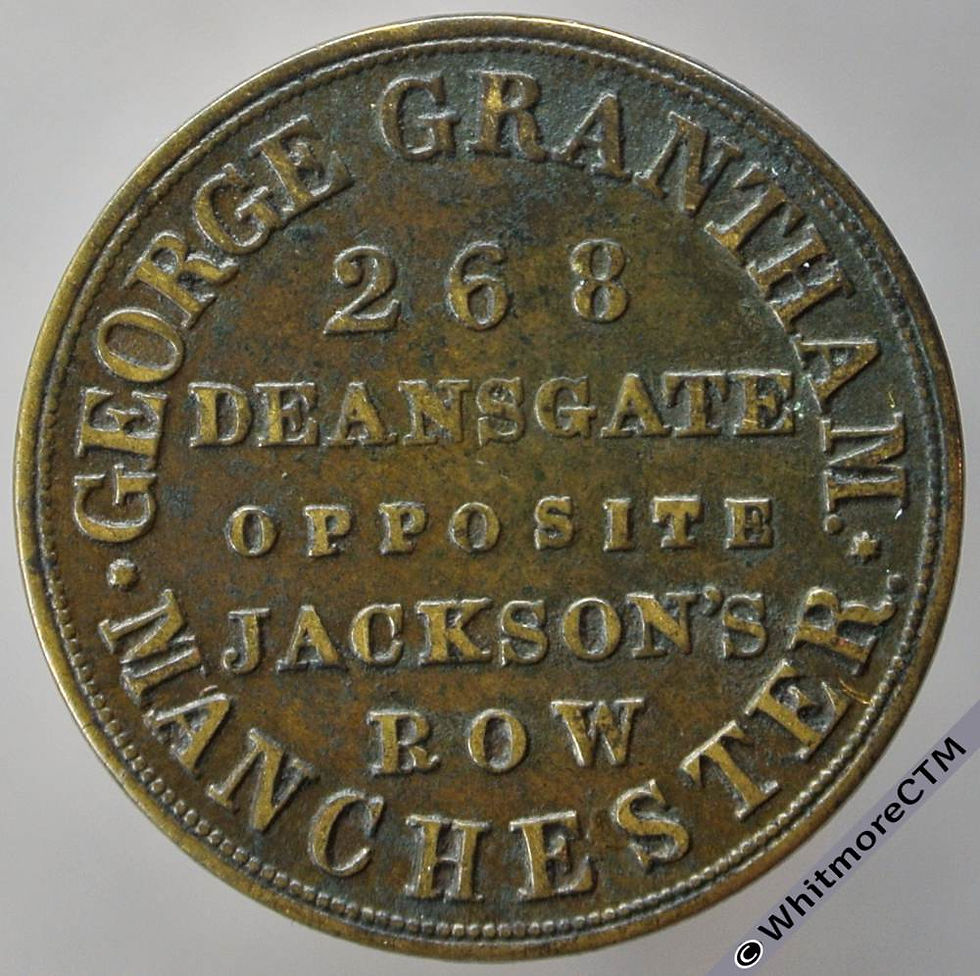 GEORGE GRANTHAM.
268
DEANSGATE
OPPOSITE
JACKSON'S
ROW
MANCHESTER.
© WhitmoreCTM